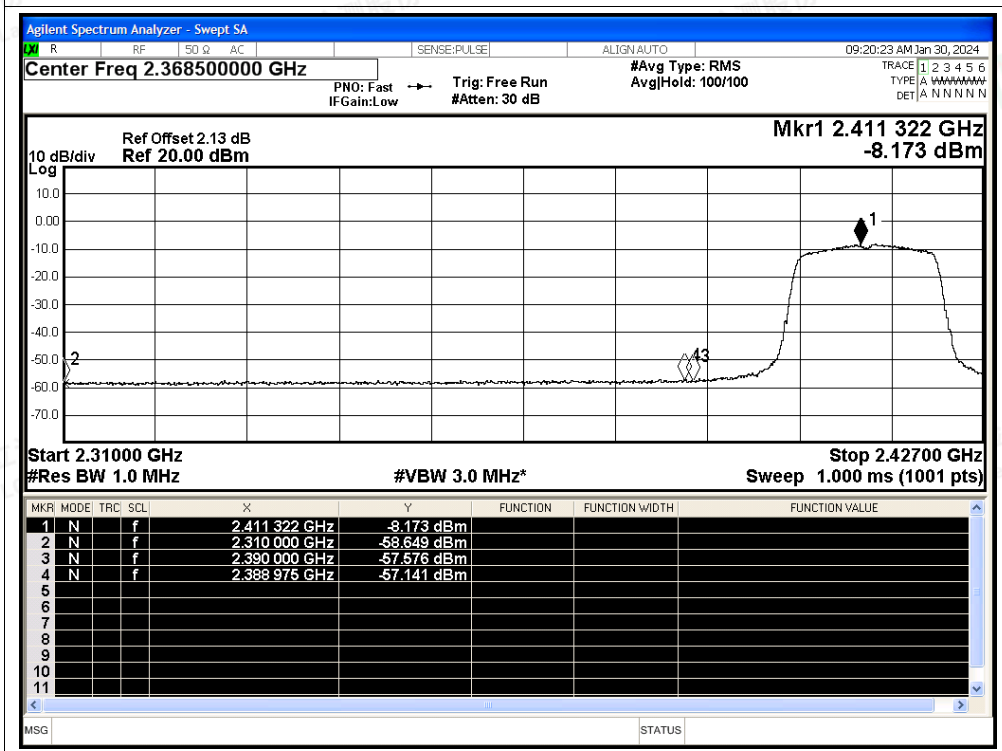 Agilent Spectrum Analyzer - Swept SA
LXI R RF 50 Ω AC SENSE:PULSE ALIGN AUTO 09:20:23 AM Jan 30, 2024
Center Freq 2.368500000 GHz #Avg Type: RMS TRACE 1 2 3 4 5 6
PNO: Fast Trig: Free Run Avg|Hold: 100/100 TYPE A WWWWW
IFGain:Low #Atten: 30 dB DET A N N N N N
Ref Offset 2.13 dB Mkr1 2.411 322 GHz
10 dB/div Ref 20.00 dBm -8.173 dBm
Log
10.0
0.00
1
-10.0
-20.0
-30.0
-40.0
-50.0 2 43
-60.0
-70.0
Start 2.31000 GHz Stop 2.42700 GHz
#Res BW 1.0 MHz #VBW 3.0 MHz* Sweep 1.000 ms (1001 pts)
MKR MODE TRC SCL X Y FUNCTION FUNCTION WIDTH FUNCTION VALUE
1 N f 2.411 322 GHz -8.173 dBm
2 N f 2.310 000 GHz -58.649 dBm
3 N f 2.390 000 GHz -57.576 dBm
4 N f 2.388 975 GHz -57.141 dBm
5
6
7
8
9
10
11
MSG STATUS